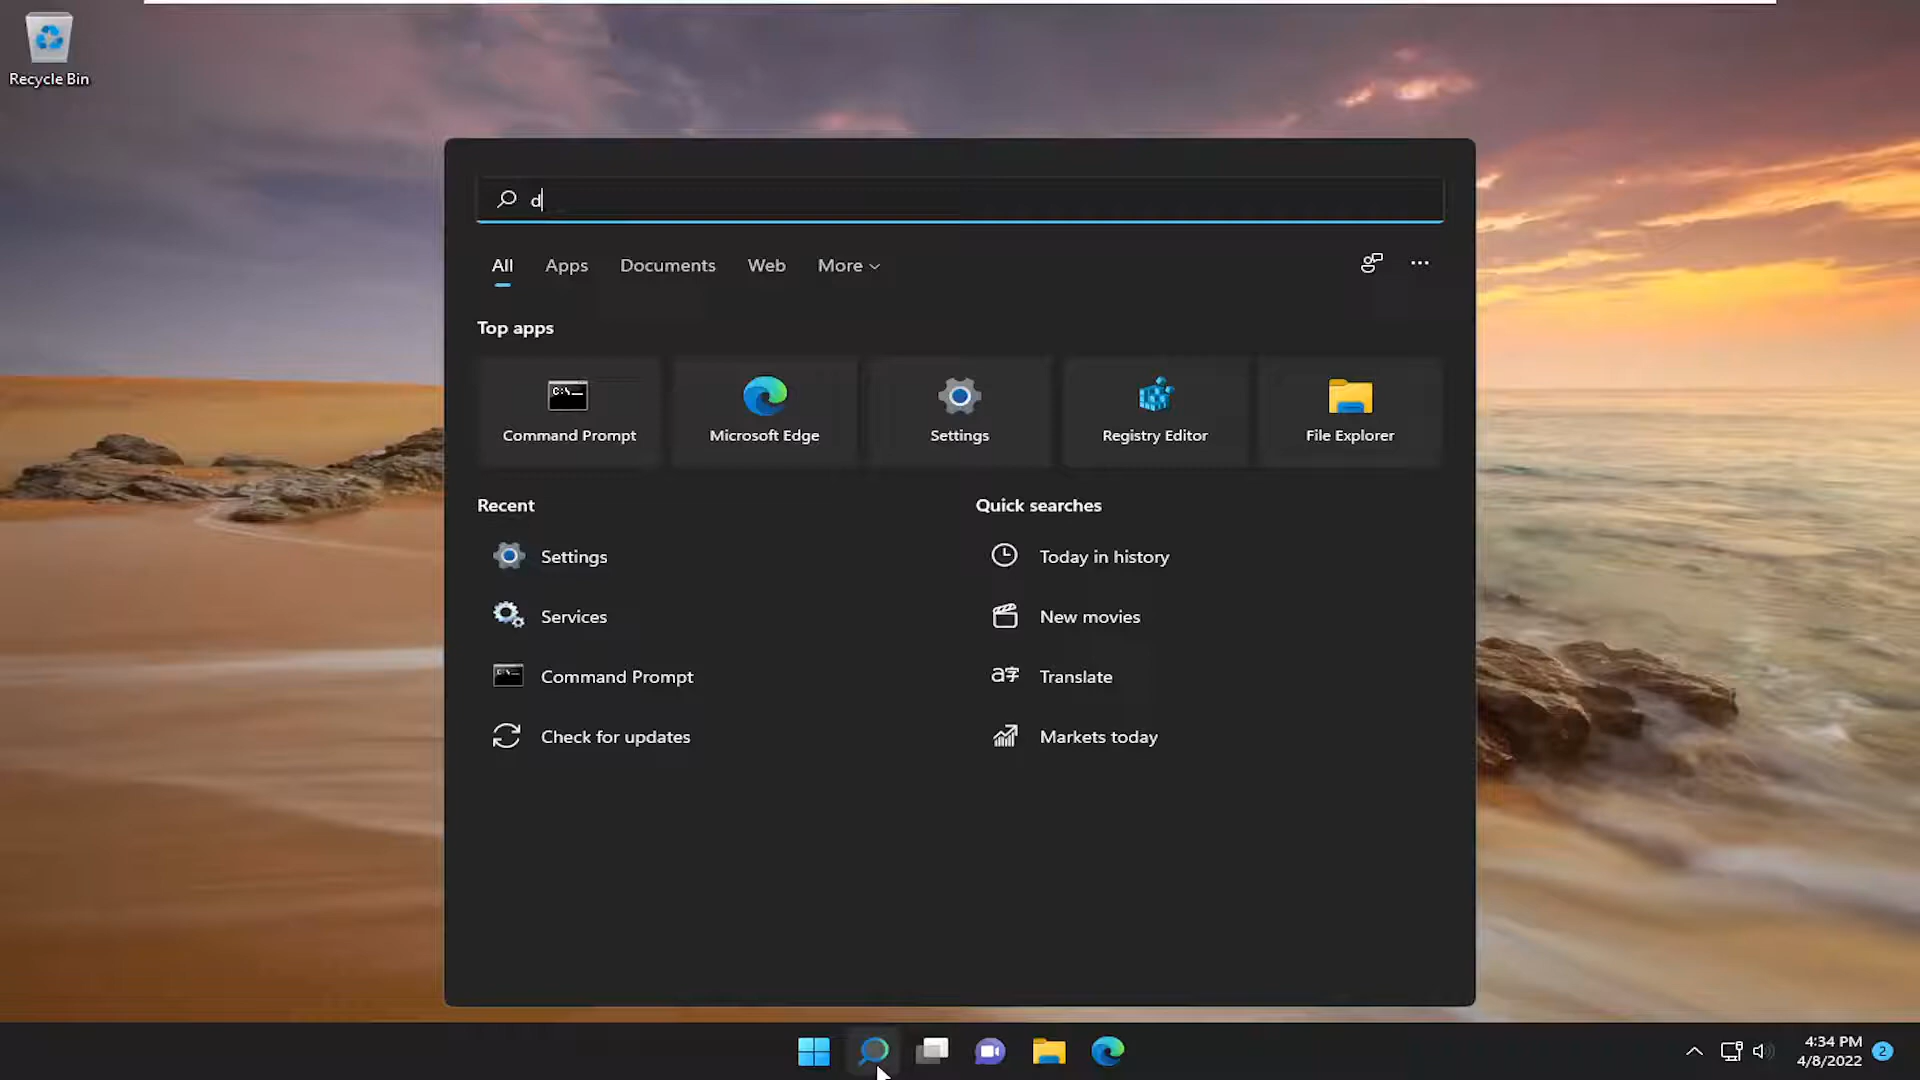 Recycle Bin
d
All Apps Documents Web More
Top apps
Command Prompt
Microsoft Edge
Settings
Registry Editor
File Explorer
Recent
Settings
Services
Command Prompt
Check for updates
Quick searches
Today in history
New movies
Translate
Markets today
4:34 PM
4/8/2022
2